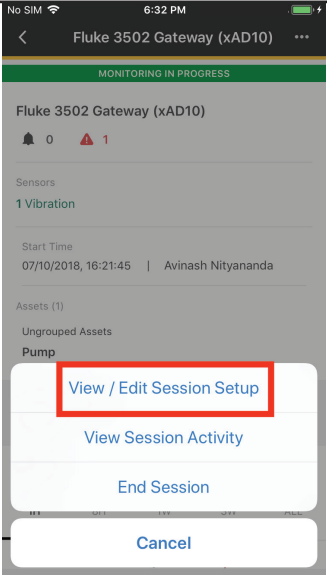 No SIM 6:32 PM
Fluke 3502 Gateway (xAD10) •••
MONITORING IN PROGRESS
Fluke 3502 Gateway (xAD10)
0 1
Sensors
1 Vibration
Start Time
07/10/2018, 16:21:45 | Avinash Nityananda
Assets (1)
Ungrouped Assets
Pump
View / Edit Session Setup
View Session Activity
End Session
Cancel